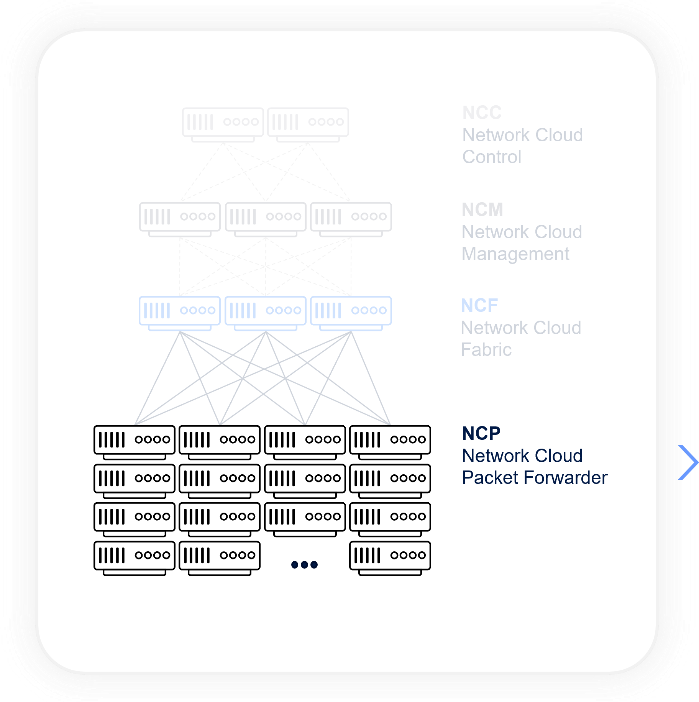 NCC
Network Cloud
Control
NCM
Network Cloud
Management
NCF
Network Cloud
Fabric
NCP
Network Cloud
Packet Forwarder